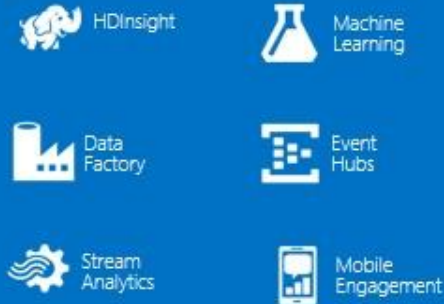 HDInsight
Machine
Learning
Data
Factory
Event
Hubs
Stream
Analytics
Mobile
Engagement